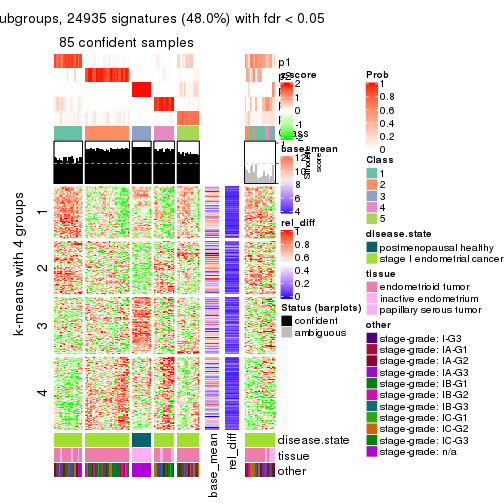 ubgroups, 24935 signatures (48.0%) with fdr < 0.05
85 confident samples
p1
Class
z-score
2
1
0
-1
-2
base_mean
12
10
8
6
4
rel_diff
1
0.8
0.6
0.4
0.2
0
Status (barplots)
confident
ambiguous
score
Prob
1
0.8
0.6
0.4
0.2
0
Class
1
2
3
4
5
disease.state
postmenopausal healthy
stage I endometrial cancer
tissue
endometrioid tumor
inactive endometrium
papillary serous tumor
other
stage-grade: I-G3
stage-grade: IA-G1
stage-grade: IA-G2
stage-grade: IA-G3
stage-grade: IB-G1
stage-grade: IB-G2
stage-grade: IB-G3
stage-grade: IC-G1
stage-grade: IC-G2
stage-grade: IC-G3
stage-grade: n/a
k-means with 4 groups
1
2
3
4
disease.state
tissue
other
base_mean
rel_diff